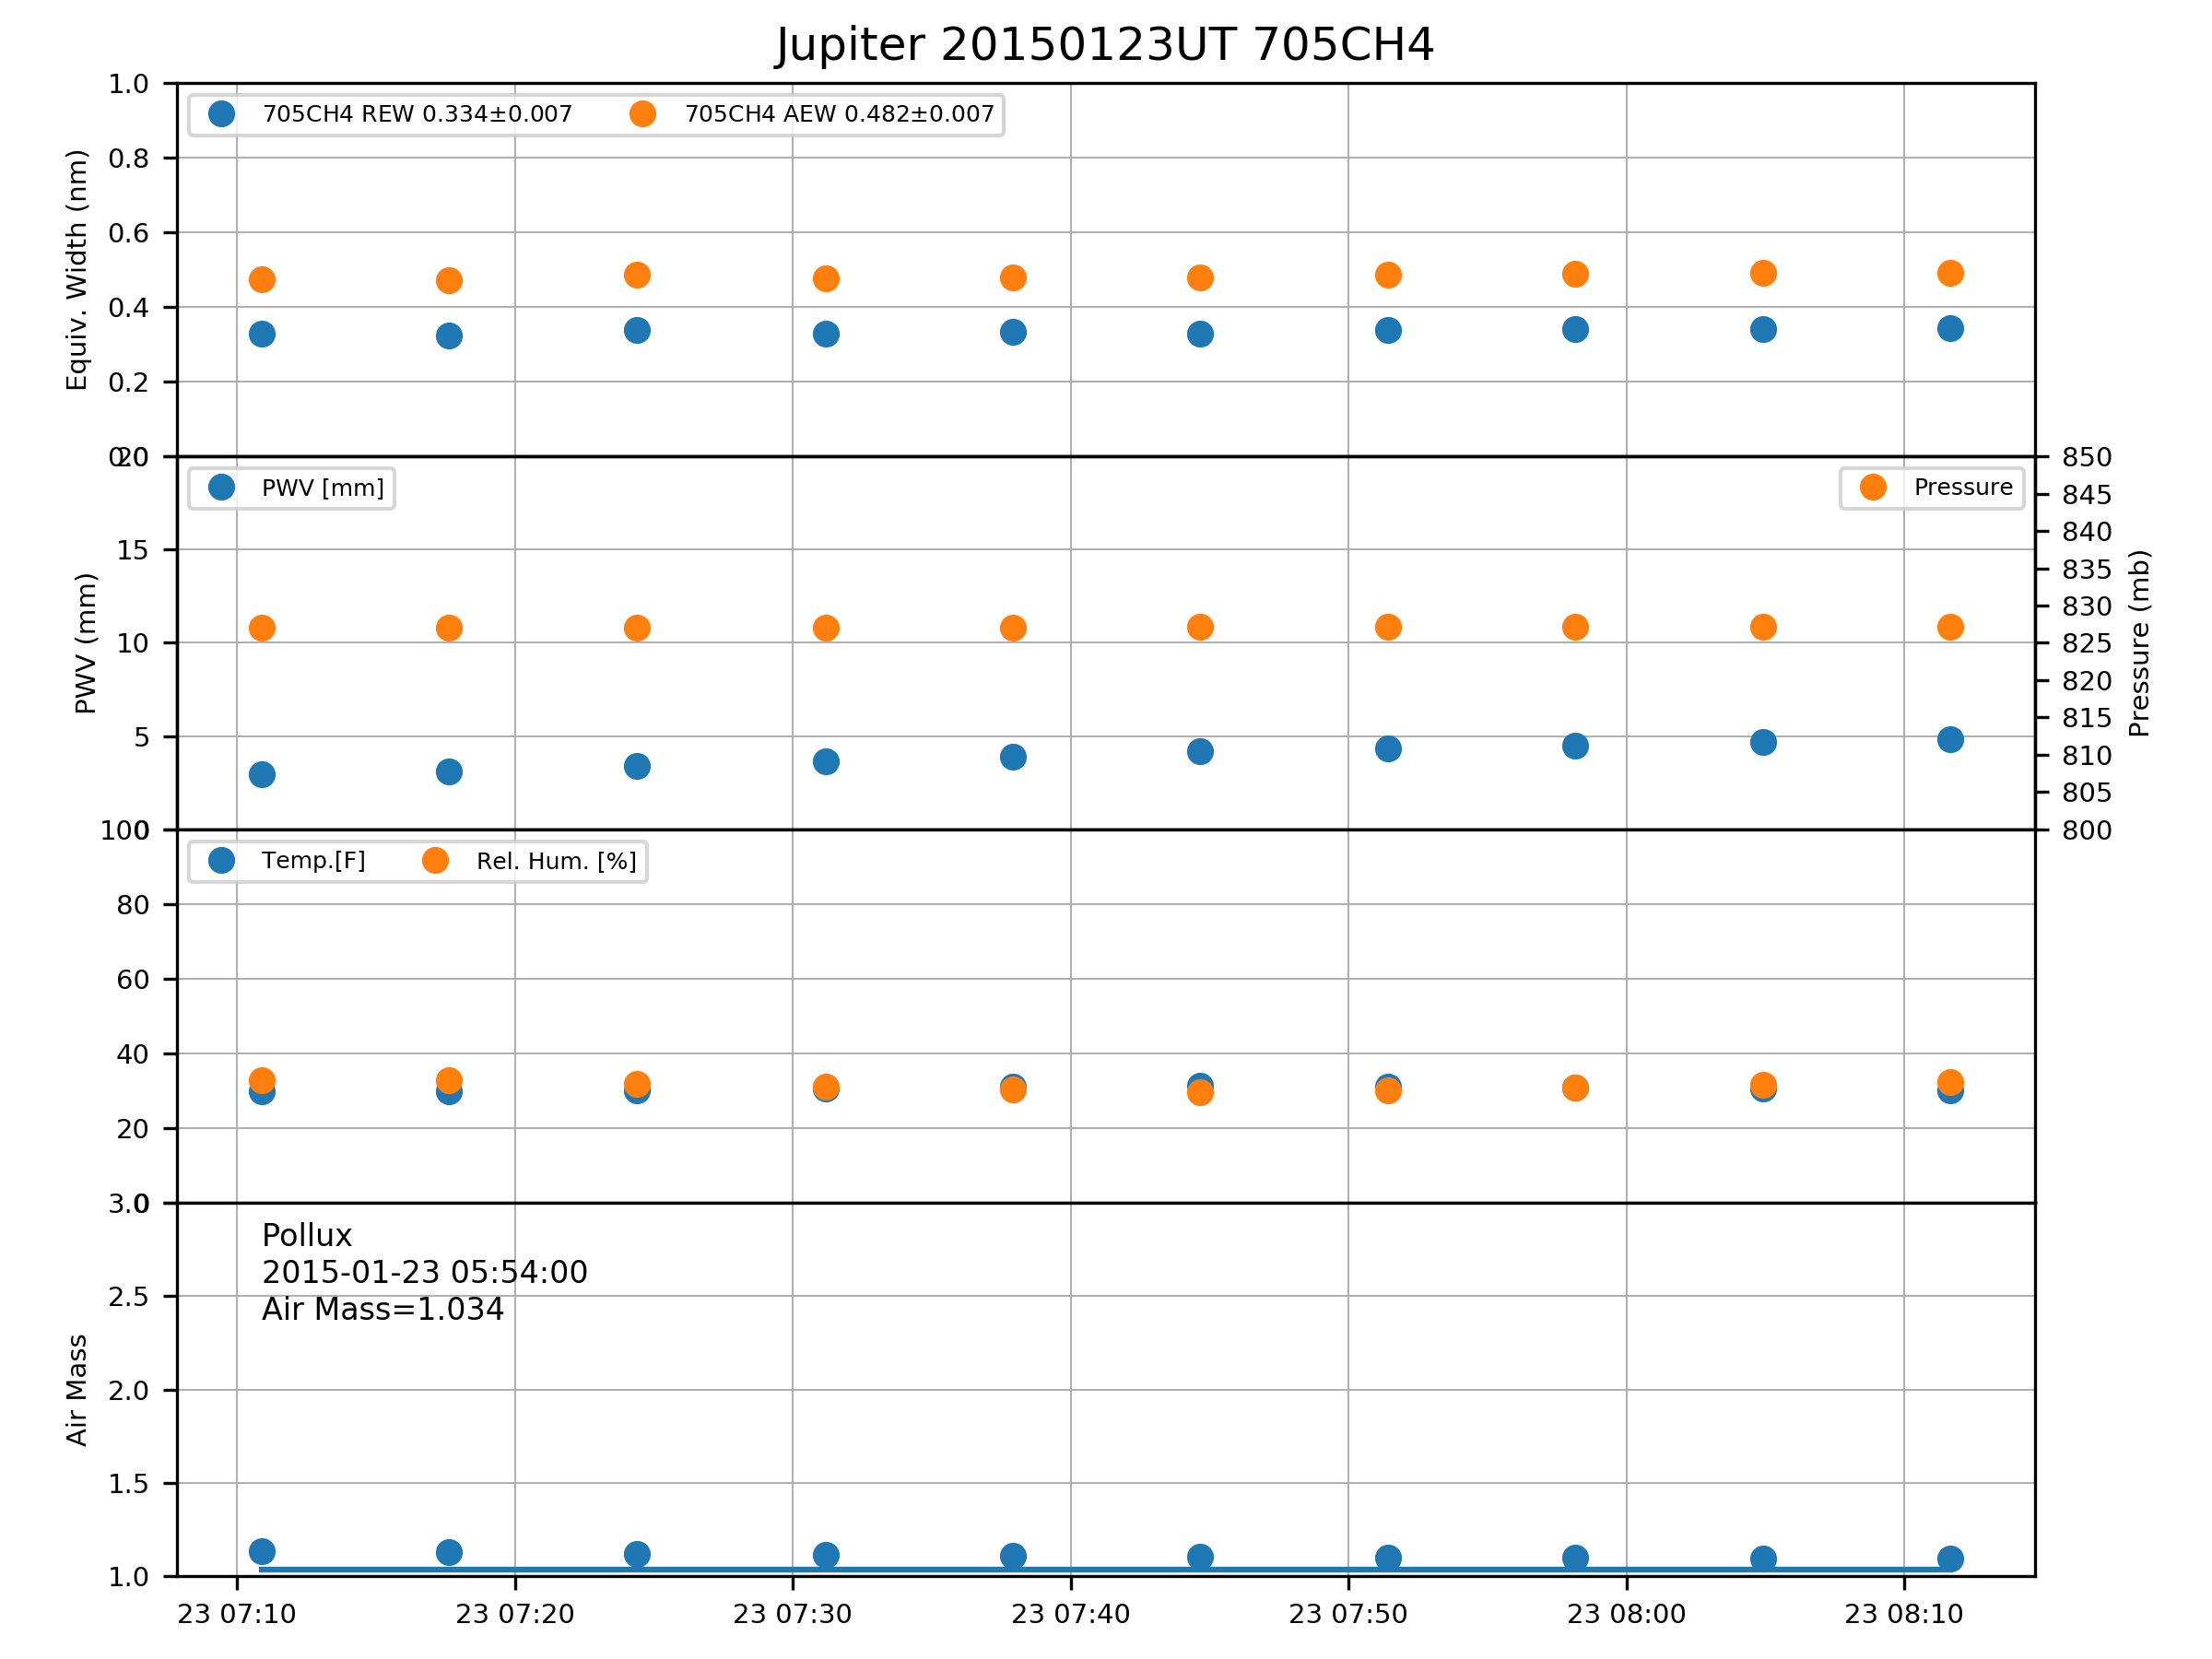 Jupiter 20150123UT 705CH4
1.0
705CH4 REW 0.334±0.007 705CH4 AEW 0.482±0.007
0.8
0.6
0.4
0.2
0.0
Equiv. Width (nm)
20
PWV [mm]
Pressure
15
10
5
0
PWV (mm)
850
845
840
835
830
825
820
815
810
805
800
Pressure (mb)
100
Temp.[F] Rel. Hum. [%]
80
60
40
20
0
3.0
Pollux
2015-01-23 05:54:00
Air Mass=1.034
2.5
2.0
1.5
1.0
Air Mass
23 07:10 23 07:20 23 07:30 23 07:40 23 07:50 23 08:00 23 08:10